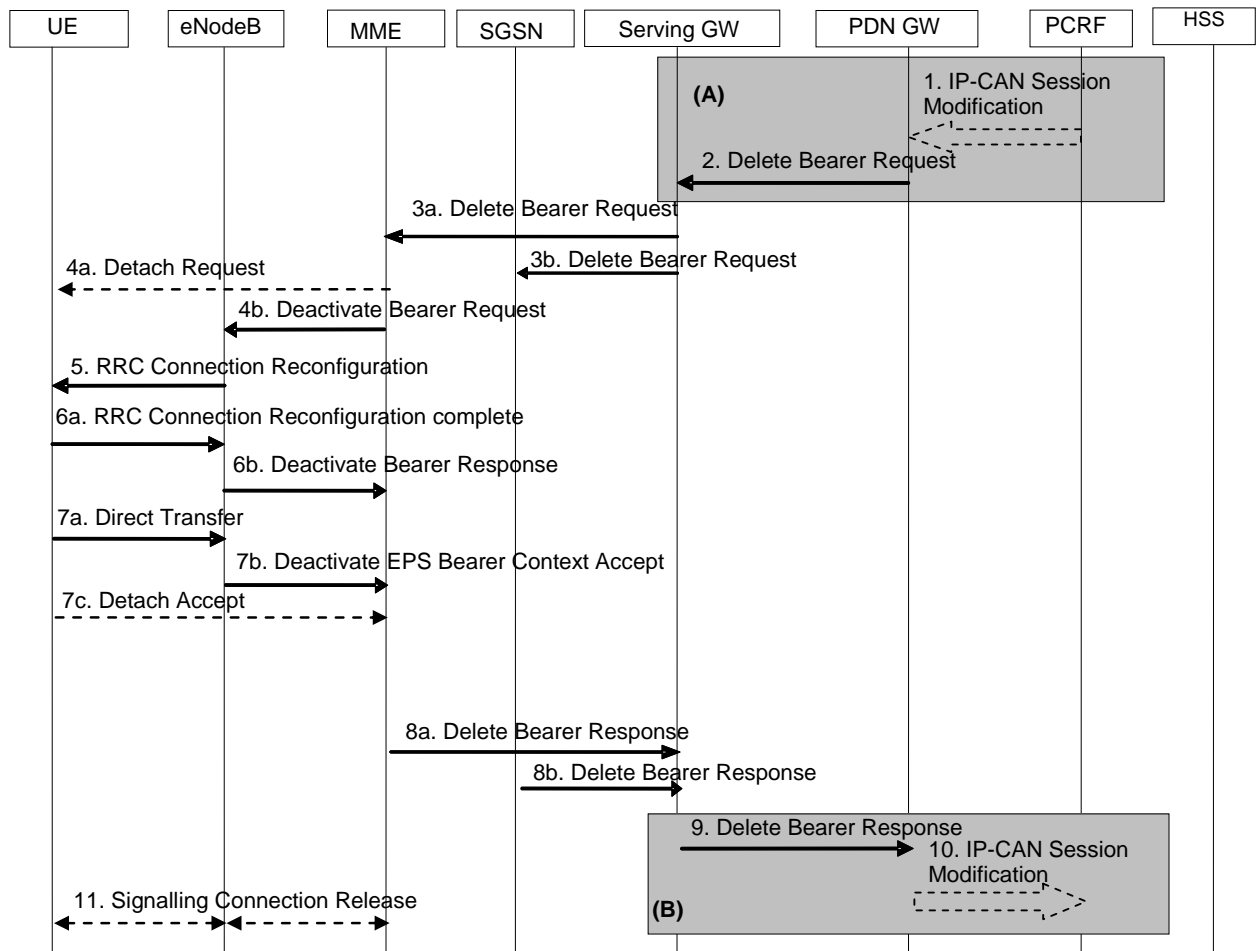 UE
eNodeB
MME
SGSN
Serving GW
PDN GW
PCRF
HSS
(A)
1. IP-CAN Session
Modification
2. Delete Bearer Request
3a. Delete Bearer Request
3b. Delete Bearer Request
4a. Detach Request
4b. Deactivate Bearer Request
5. RRC Connection Reconfiguration
6a. RRC Connection Reconfiguration complete
6b. Deactivate Bearer Response
7a. Direct Transfer
7b. Deactivate EPS Bearer Context Accept
7c. Detach Accept
8a. Delete Bearer Response
8b. Delete Bearer Response
9. Delete Bearer Response
10. IP-CAN Session
Modification
11. Signalling Connection Release
(B)